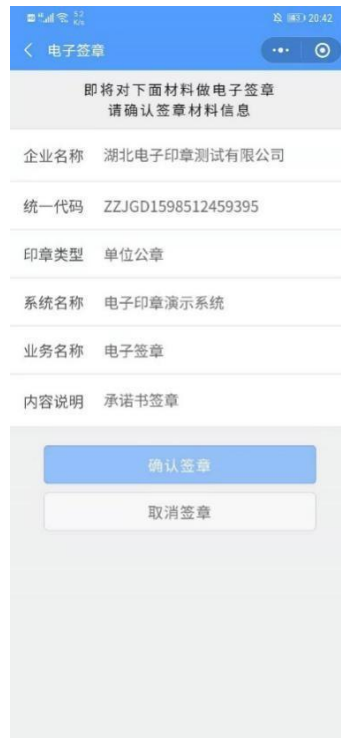 5.2
K/s
20:42
电子签章
即将对下面材料做电子签章
请确认签章材料信息
企业名称 湖北电子印章测试有限公司
统一代码 ZZJGD1598512459395
印章类型 单位公章
系统名称 电子印章演示系统
业务名称 电子签章
内容说明 承诺书签章
确认签章
取消签章